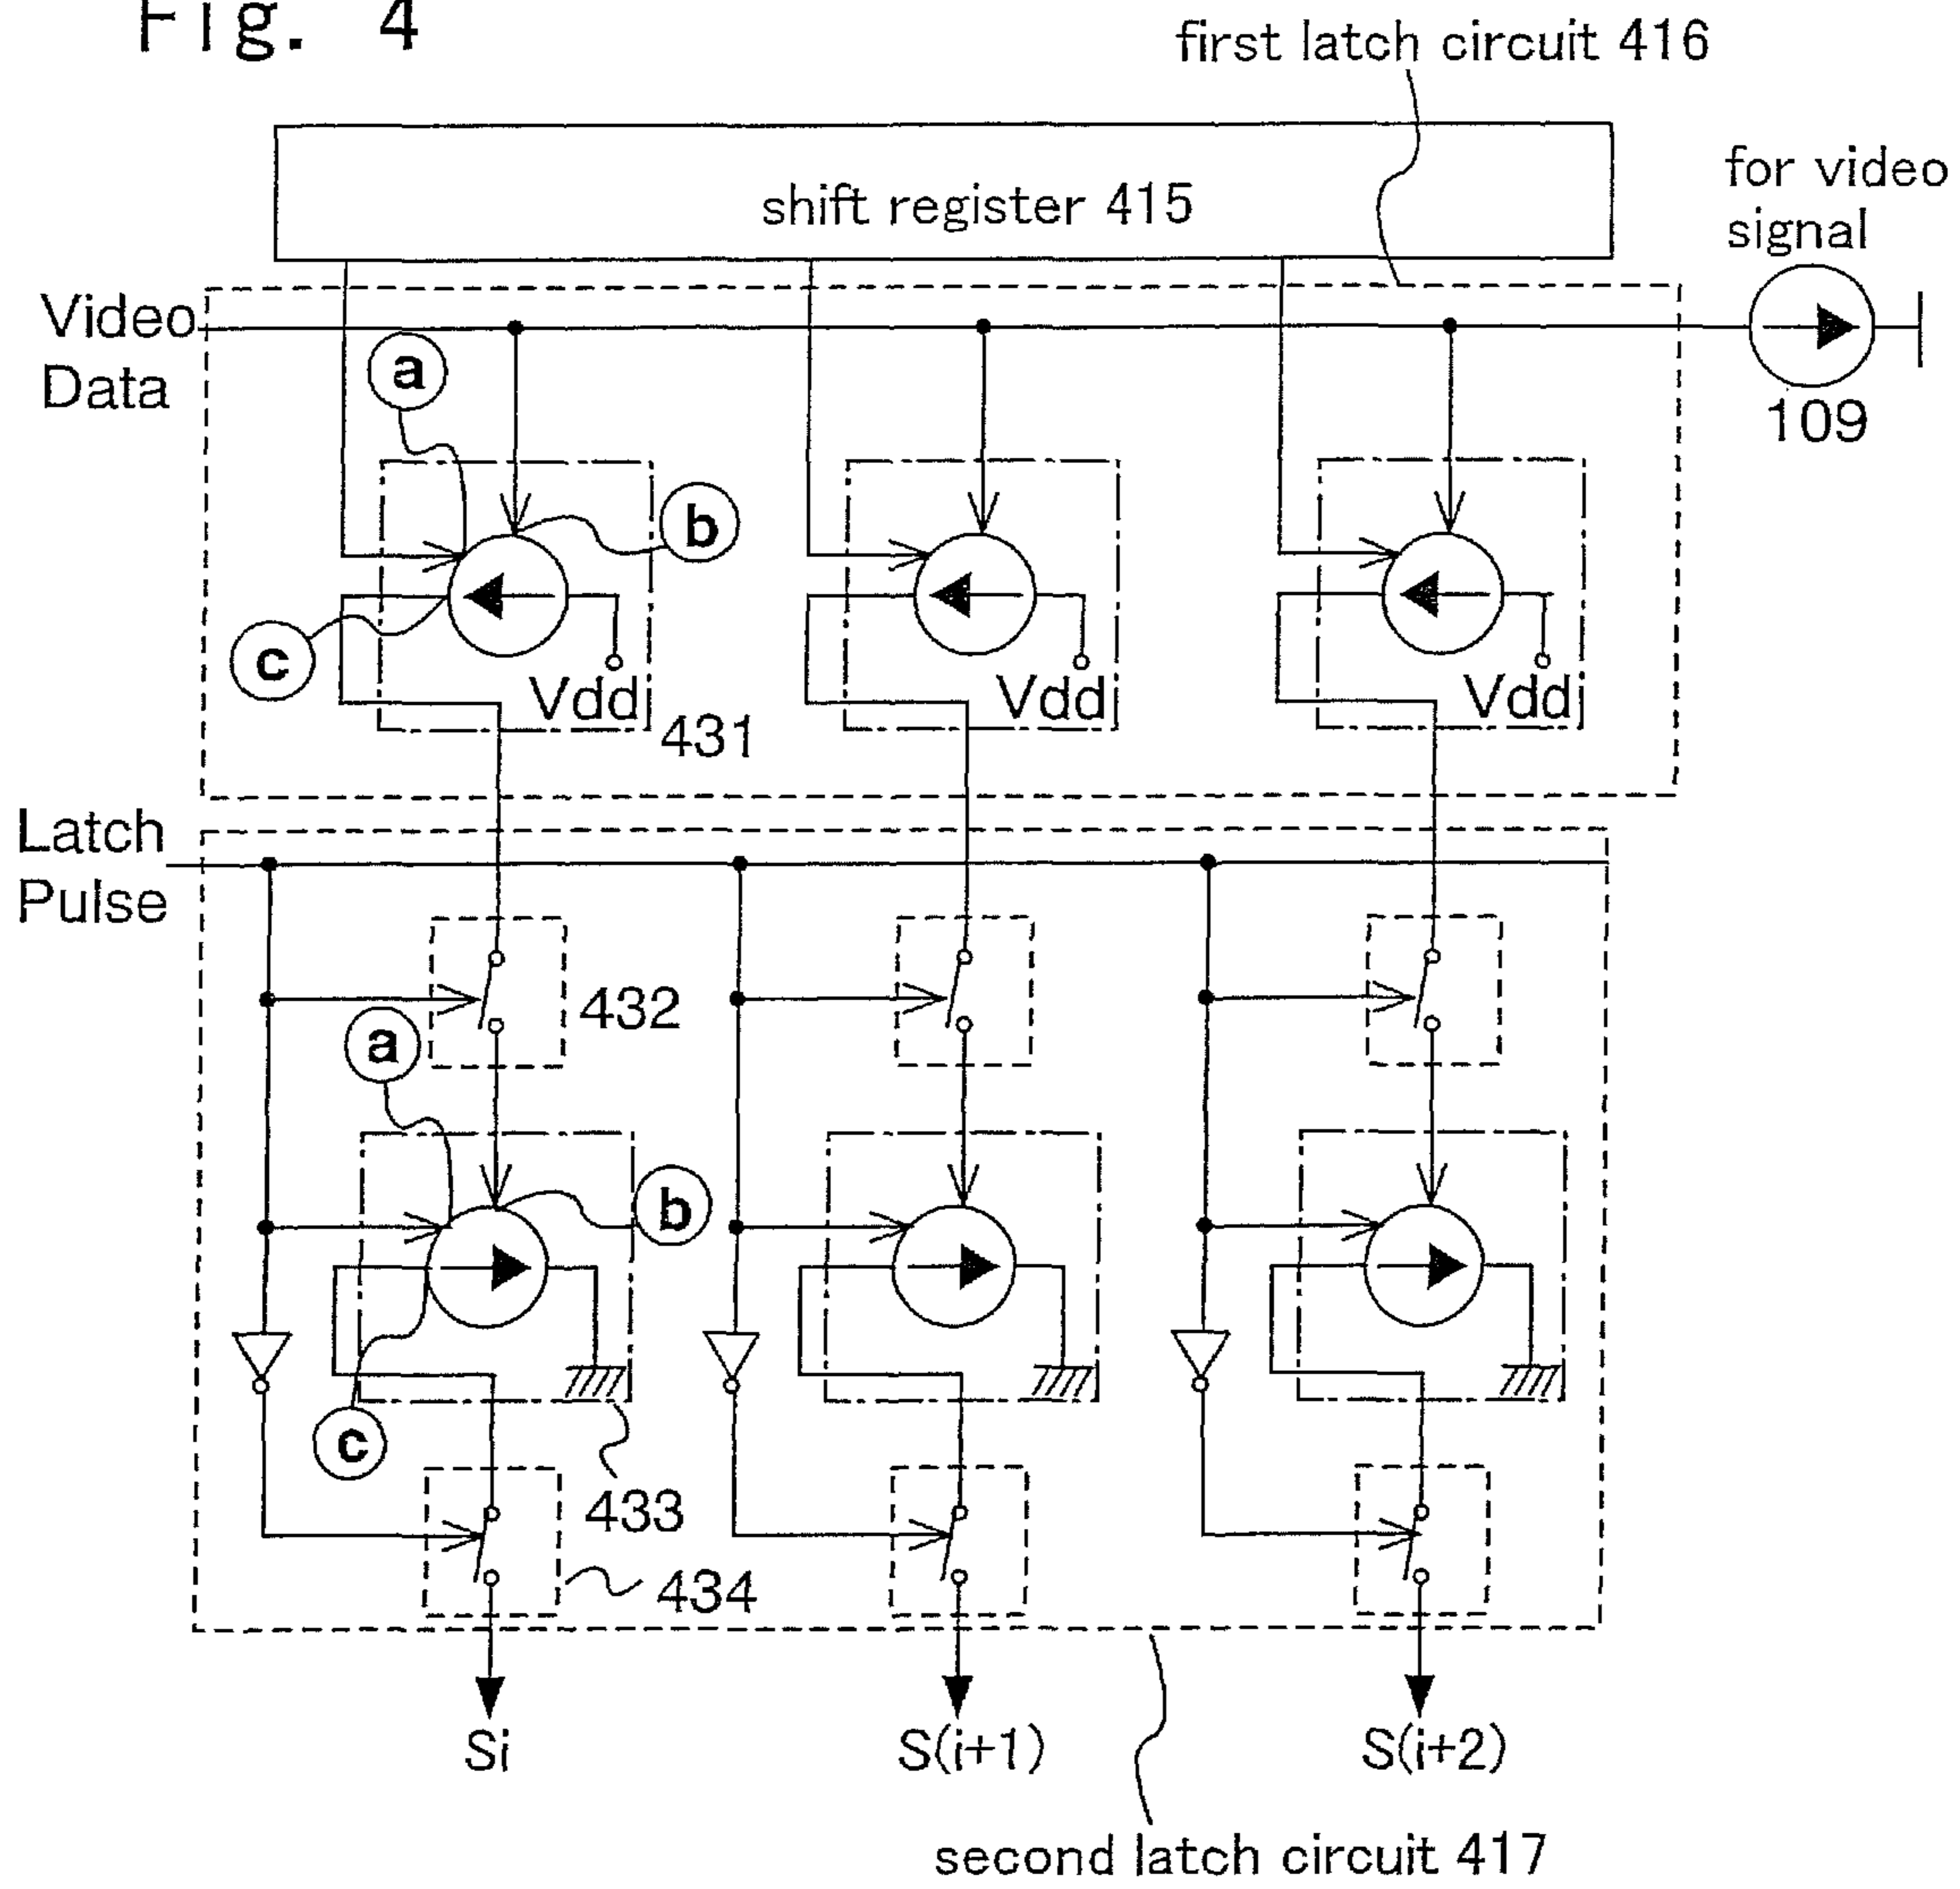 Fig. 4
first latch circuit 416
shift register 415
for video
signal
109
Video
Data
a
b
c
Vdd
Vdd
Vdd
431
Latch
Pulse
432
a
b
c
433
434
Si
S(i+1)
S(i+2)
second latch circuit 417